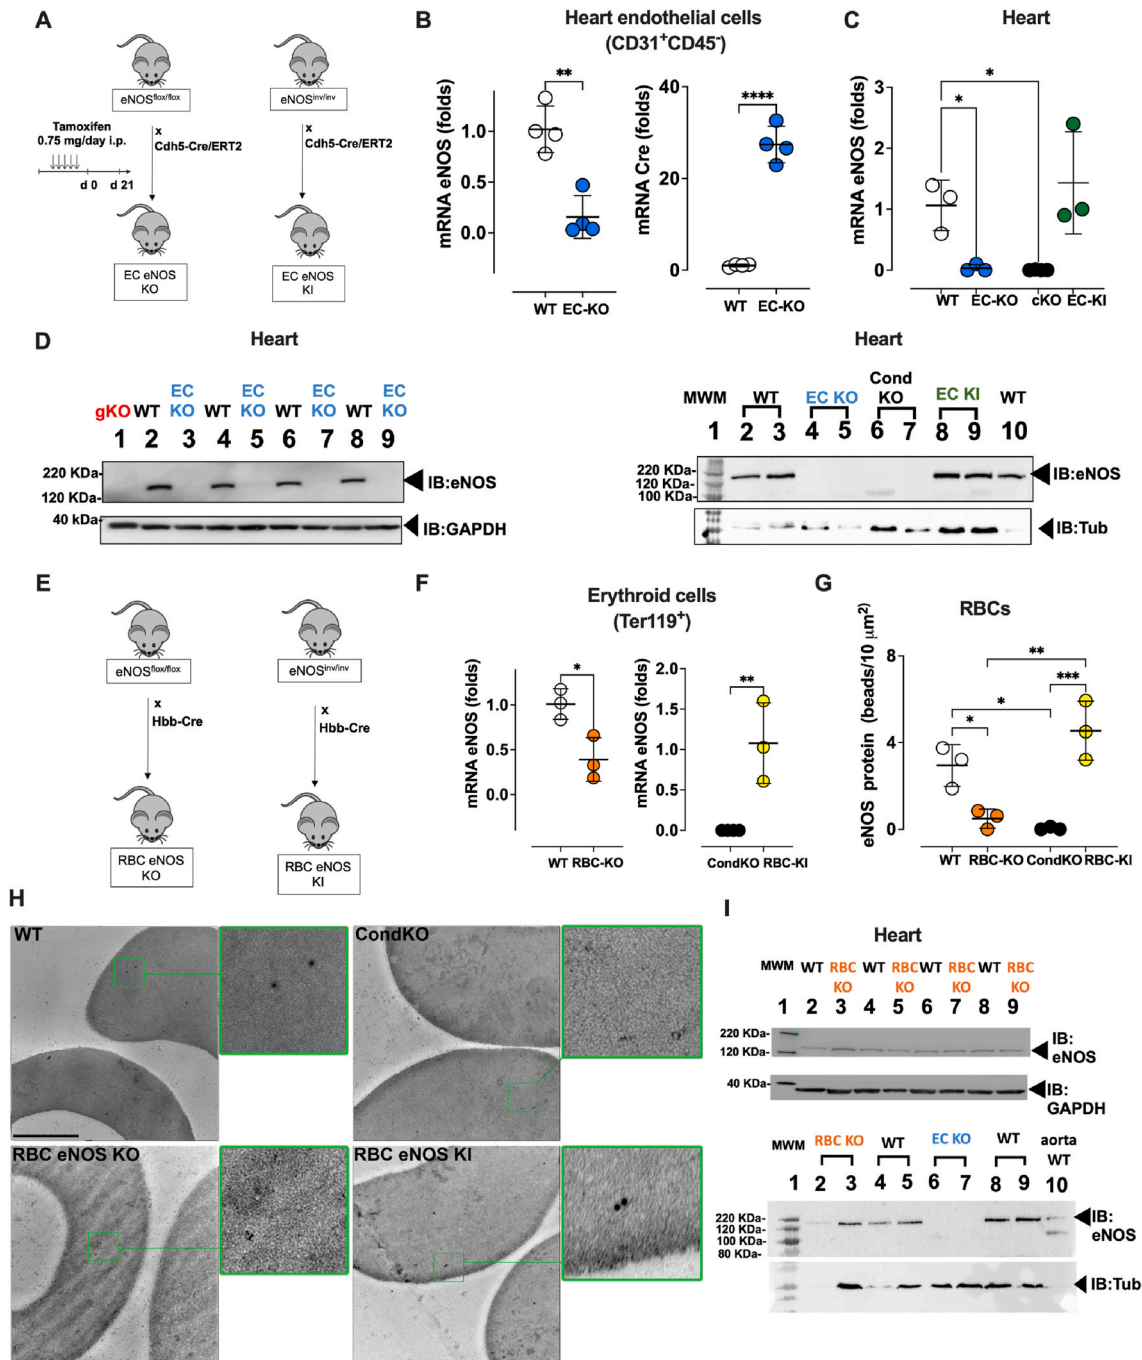 A
eNOSflox/flox
eNOSinv/inv
Tamoxifen
0.75 mg/day i.p.
x
Cdh5-Cre/ERT2
x
Cdh5-Cre/ERT2
d 0
d 21
EC eNOS
KO
EC eNOS
KI
B
Heart endothelial cells
(CD31+CD45-)
mRNA eNOS (folds)
1.0
0.5
0.0
**
WT EC-KO
mRNA Cre (folds)
40
20
0
****
WT EC-KO
C
Heart
mRNA eNOS (folds)
3
2
1
0
*
*
WT EC-KO cKO EC-KI
D
Heart
EC EC EC EC
gKO WT KO WT KO WT KO WT KO
1 2 3 4 5 6 7 8 9
220 KDa-
120 KDa-
IB:eNOS
40 kDa-
IB:GAPDH
Heart
Cond
MWM WT EC KO KO EC KI WT
1 2 3 4 5 6 7 8 9 10
220 KDa-
120 KDa-
100 KDa-
IB:eNOS
IB:Tub
E
eNOSflox/flox
eNOSinv/inv
x
Hbb-Cre
x
Hbb-Cre
RBC eNOS
KO
RBC eNOS
KI
F
Erythroid cells
(Ter119+)
mRNA eNOS (folds)
1.0
0.5
0.0
*
WT RBC-KO
mRNA eNOS (folds)
2.0
1.5
1.0
0.5
0.0
**
CondKO RBC-KI
G
RBCs
eNOS protein (beads/10 µm2)
8
4
0
**
***
*
*
WT RBC-KO CondKO RBC-KI
H
WT
CondKO
RBC eNOS KO
RBC eNOS KI
I
Heart
MWM WT RBC WT RBC WT RBC WT RBC
KO KO KO KO
1 2 3 4 5 6 7 8 9
220 KDa-
120 KDa-
IB:
eNOS
40 KDa-
IB:
GAPDH
MWM RBC KO WT EC KO WT aorta
WT
1 2 3 4 5 6 7 8 9 10
220 KDa-
120 KDa-
100 KDa-
80 KDa-
IB:
eNOS
IB:Tub